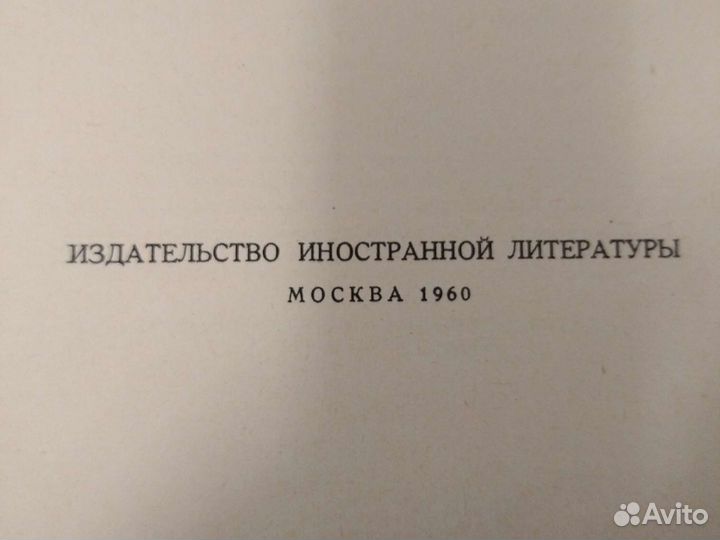 ИЗДАТЕЛЬСТВО ИНОСТРАННОЙ ЛИТЕРАТУРЫ
МОСКВА 1960
Avito